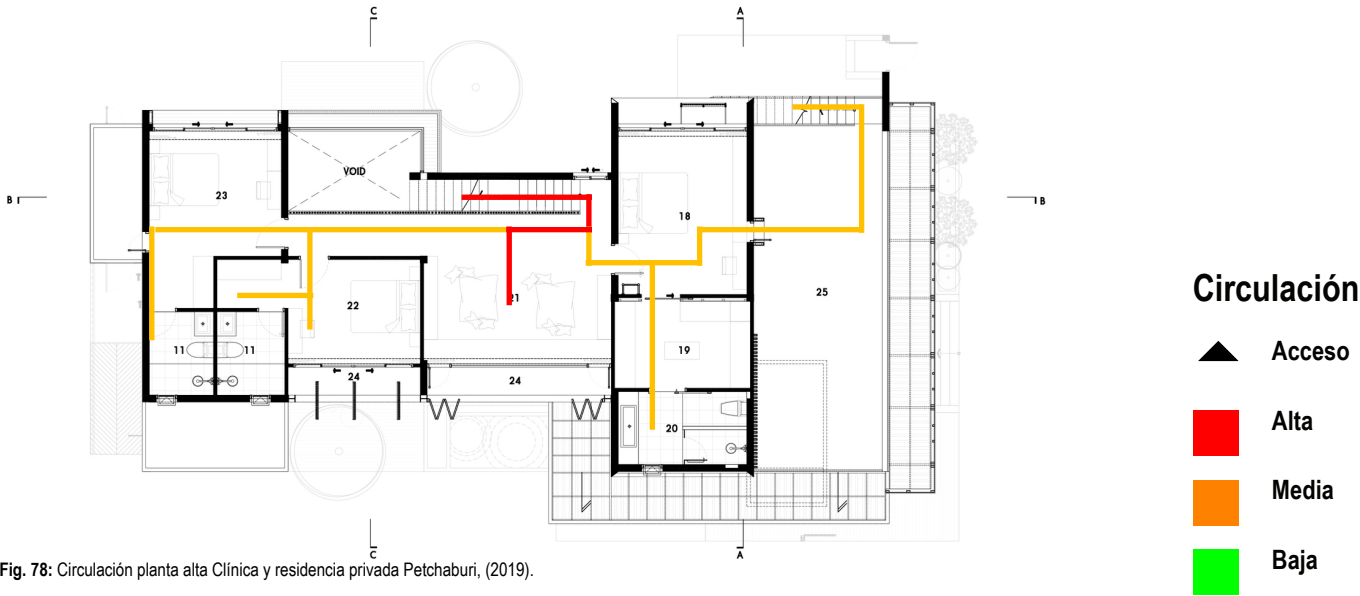 C A
VOID
23
B B
18
21
25
22
19
11 11
24
24
20
C A
Circulación
Acceso
Alta
Media
Baja
Fig. 78: Circulación planta alta Clínica y residencia privada Petchaburi, (2019).